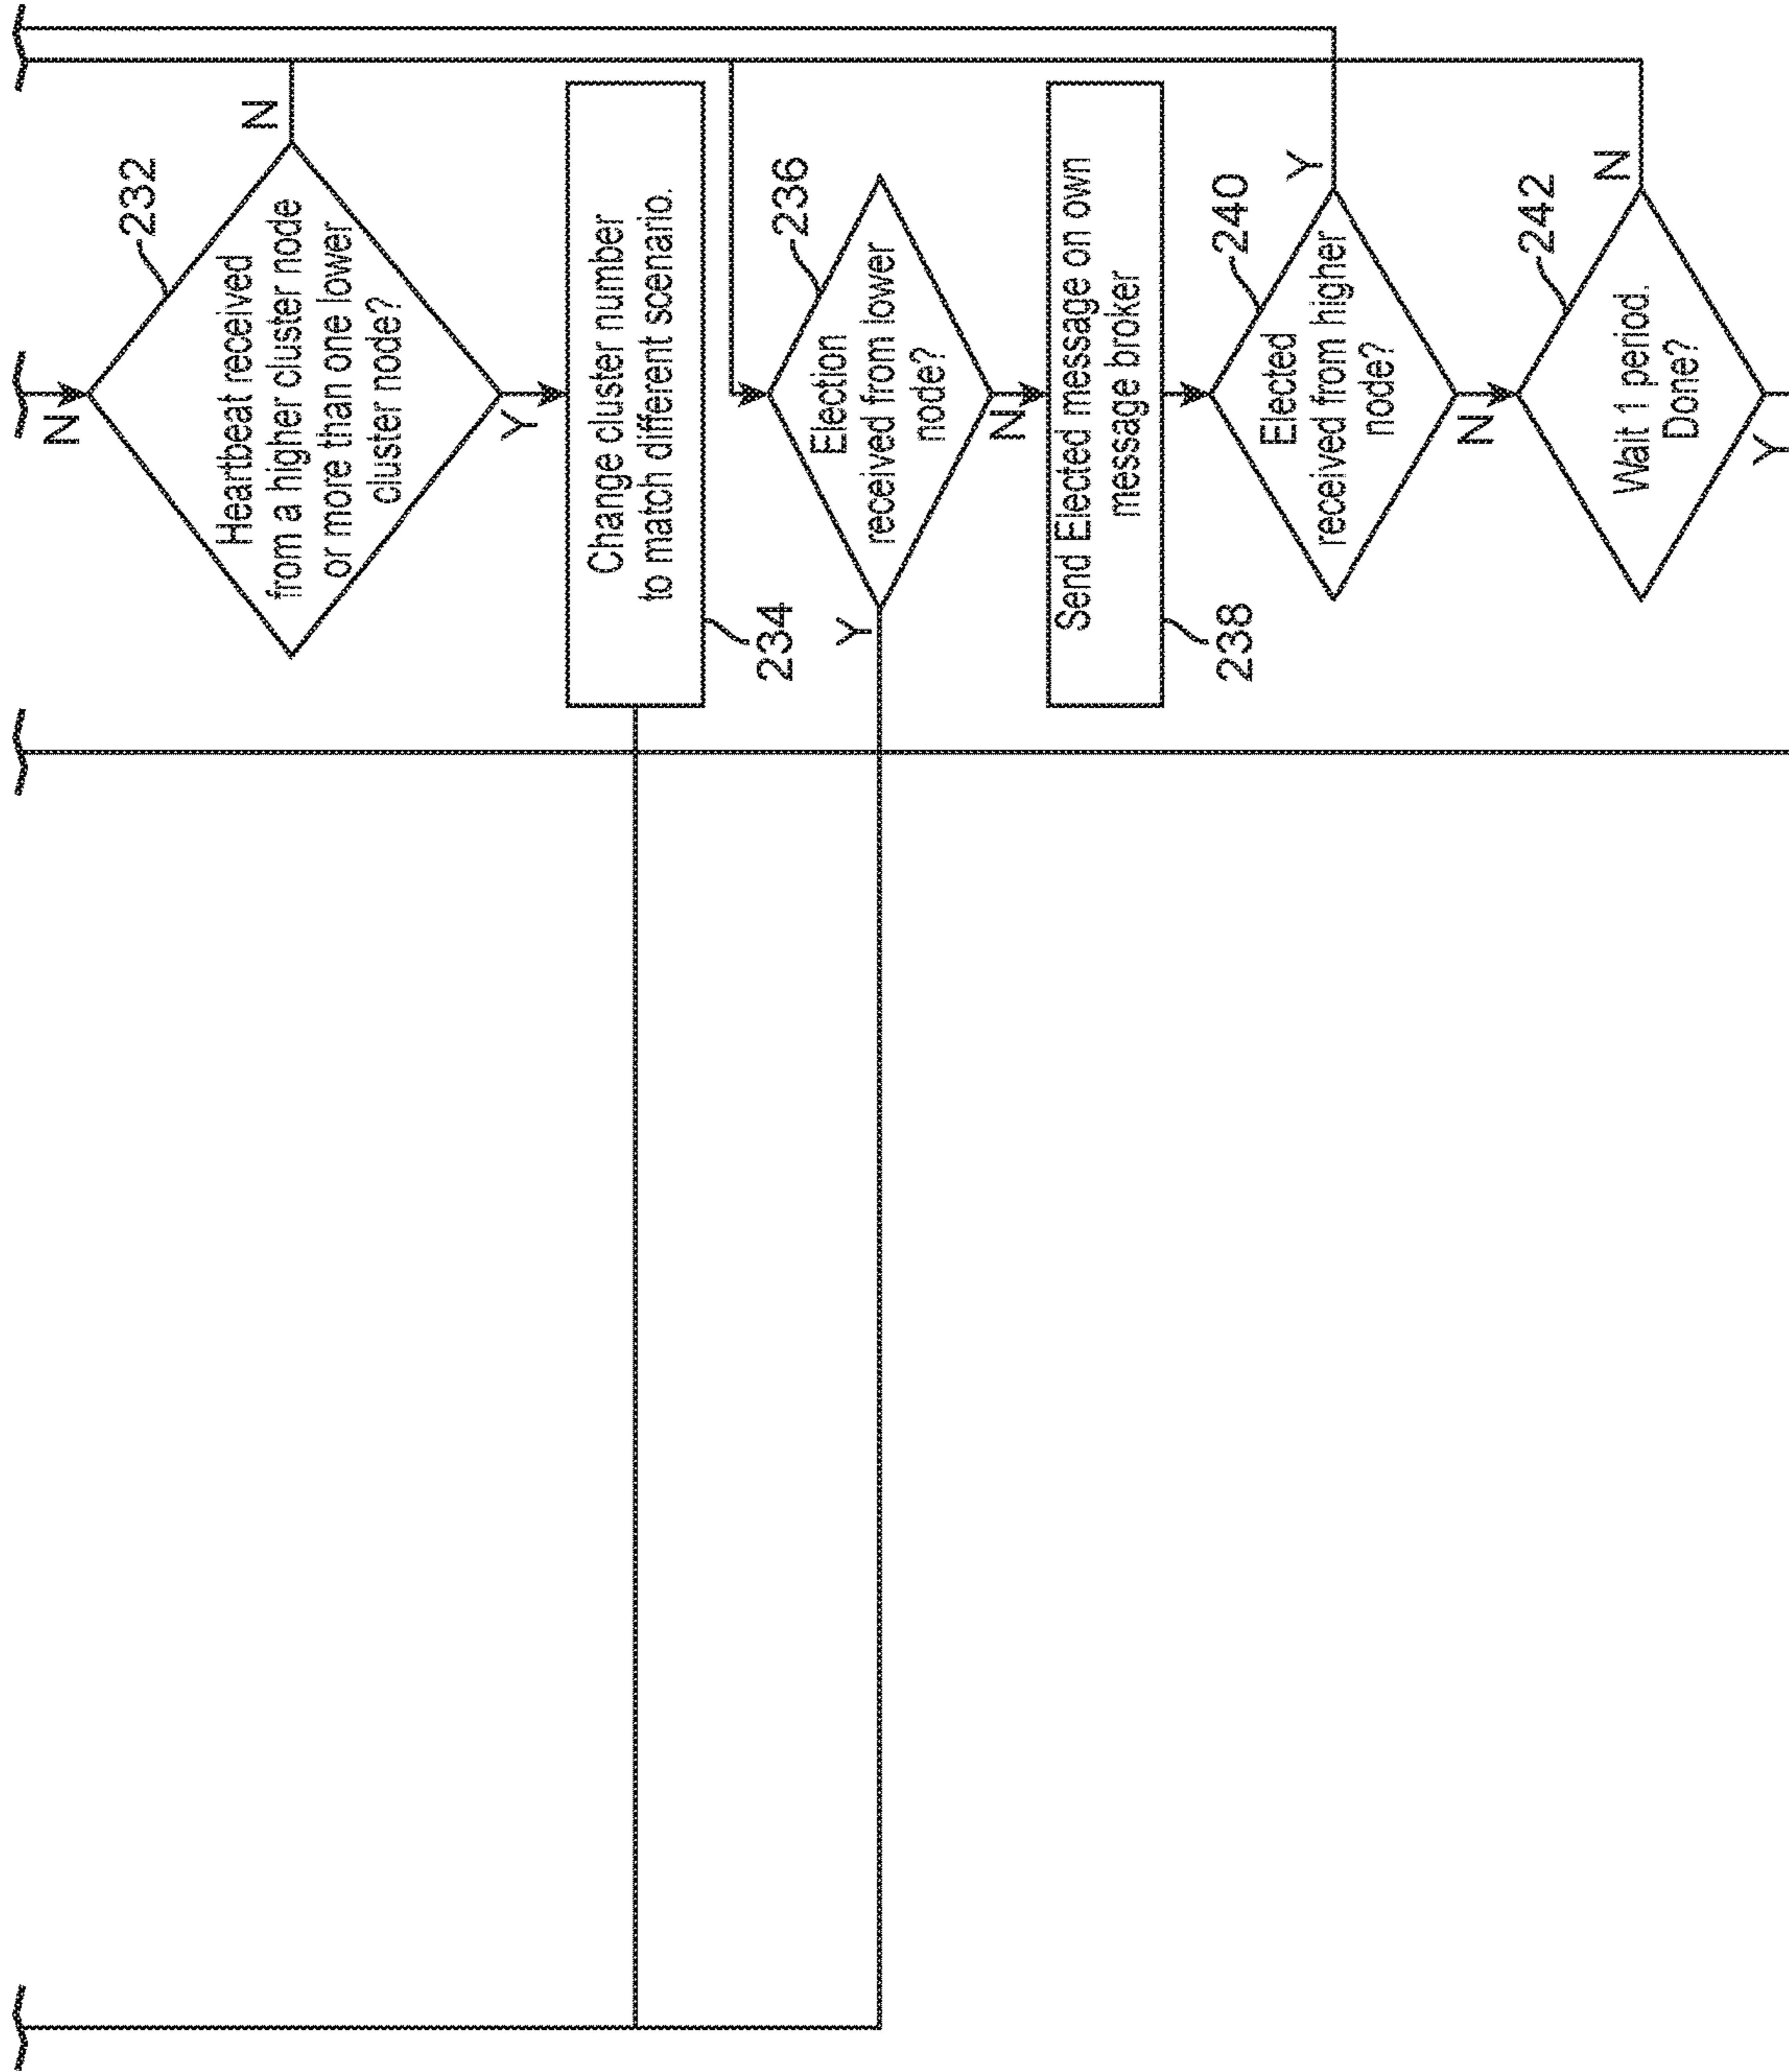 N
232
Heartbeat received
from a higher cluster node
or more than one lower
cluster node?
N
Y
Change cluster number
to match different scenario.
234
236
Election
received from lower
node?
Y
N
Send Elected message on own
message broker
238
240
Elected
received from higher
node?
Y
N
242
Wait 1 period.
Done?
N
Y